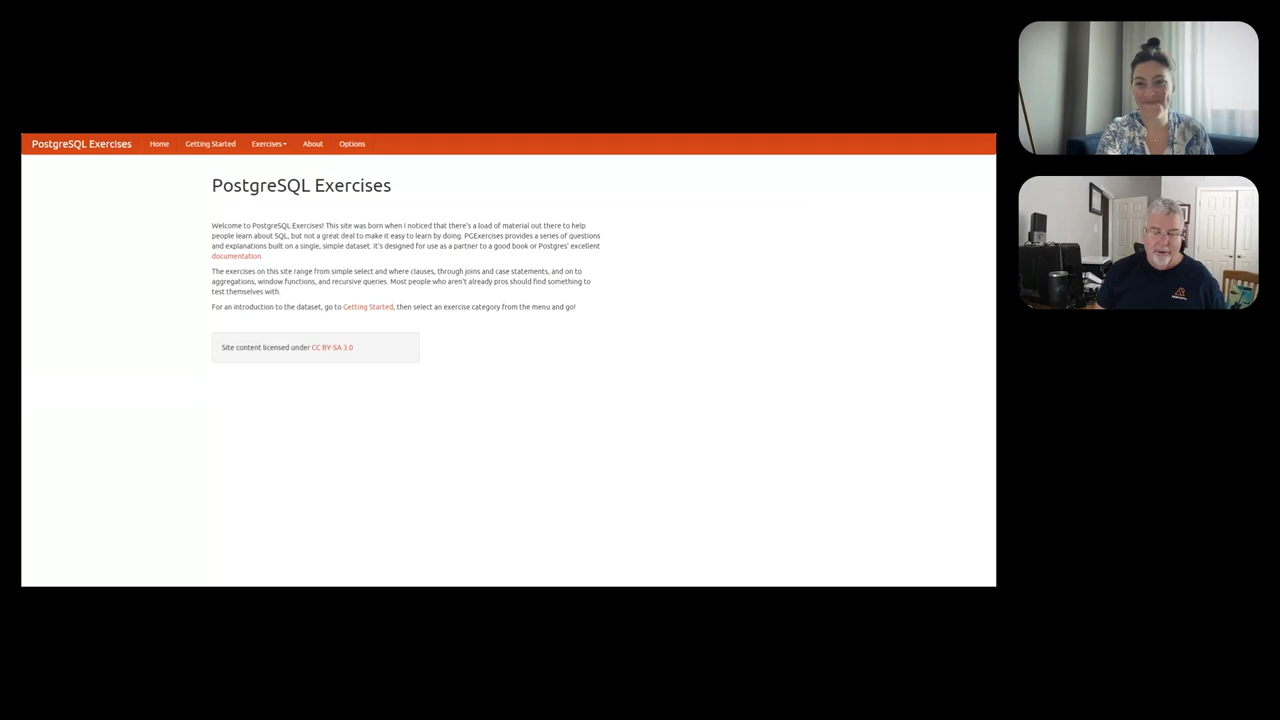 PostgreSQL Exercises Home Getting Started Exercises About Options
PostgreSQL Exercises
Welcome to PostgreSQL Exercises! This site was born when I noticed that there's a load of material out there to help
people learn about SQL, but not a great deal to make it easy to learn by doing. PGExercises provides a series of questions
and explanations built on a single, simple dataset. It's designed for use as a partner to a good book or Postgres' excellent
documentation.
The exercises on this site range from simple select and where clauses, through joins and case statements, and on to
aggregations, window functions, and recursive queries. Most people who aren't already pros should find something to
test themselves with.
For an introduction to the dataset, go to Getting Started, then select an exercise category from the menu and go!
Site content licensed under CC BY-SA 3.0